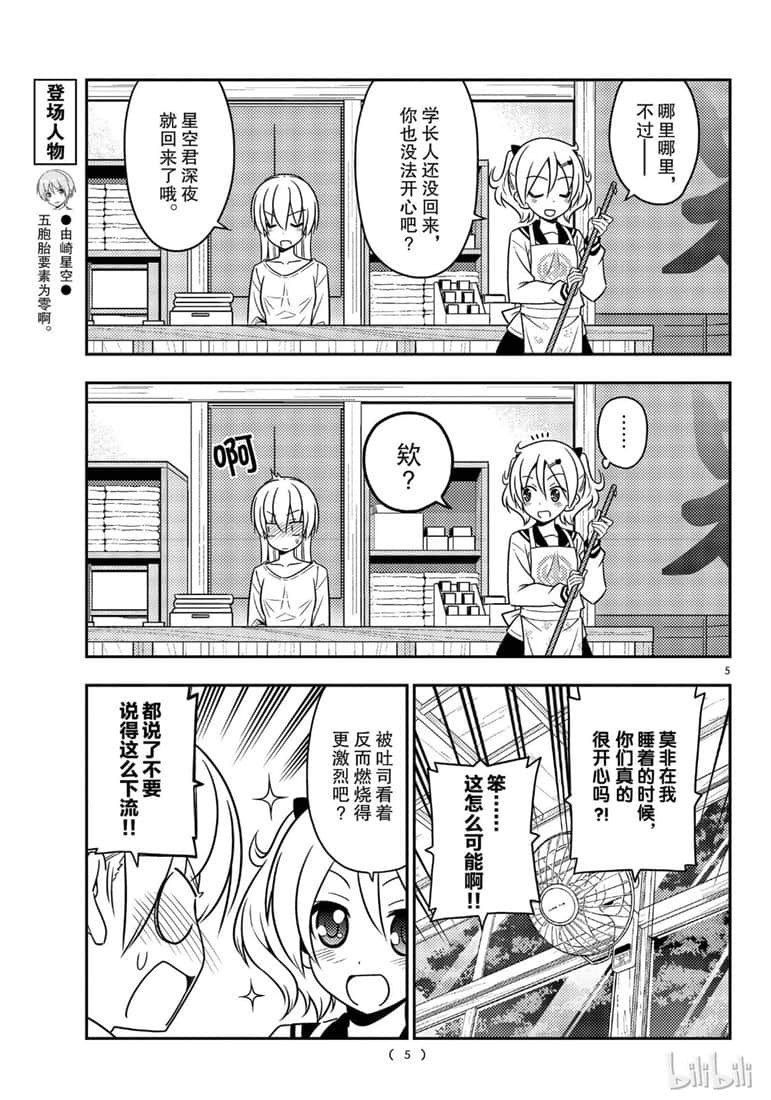 哪里哪里，
不过——
学长人还没回来，
你也没法开心吧？
星空君深夜
就回来了哦。
登场人物
●由崎星空●
五胞胎要素为零啊。
……
欸？
啊
5
莫非在我
睡着的时候，
你们真的
很开心吗?!
笨……
这怎么可能啊!!
被吐司看着
反而燃烧得
更激烈吧？
都说了不要
说得这么下流!!
( 5 )
bilibili